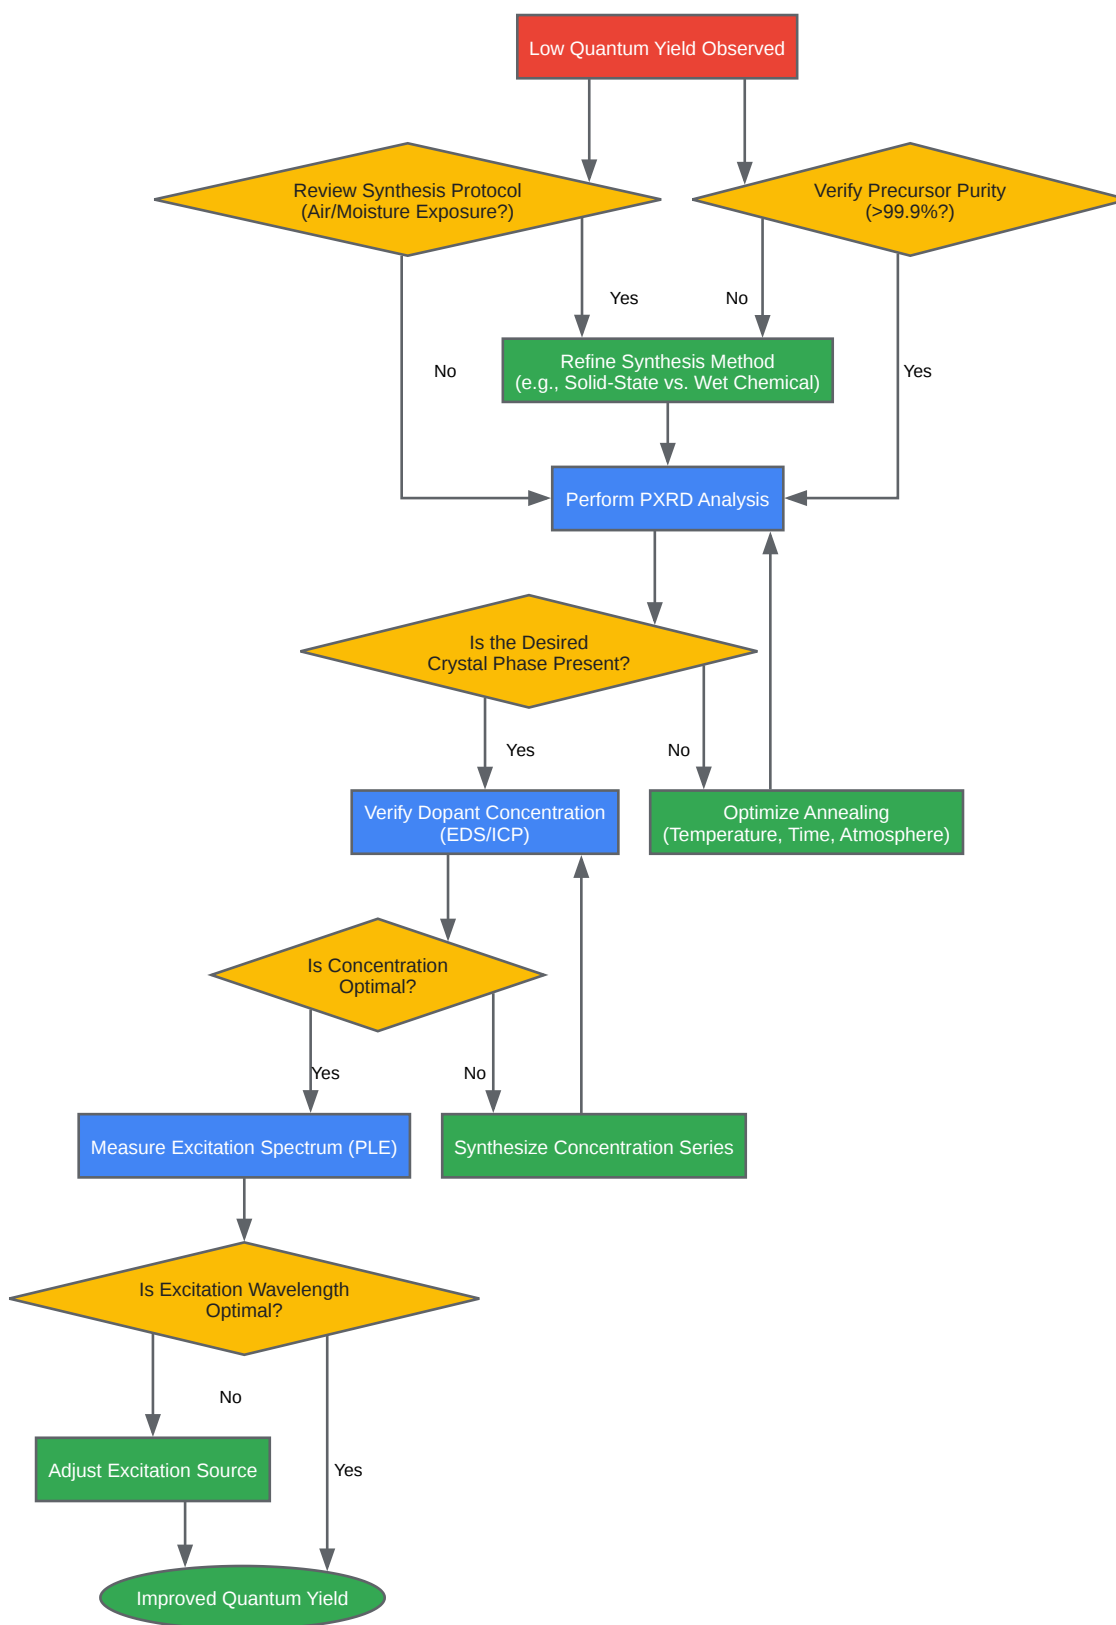 Low Quantum Yield Observed
Review Synthesis Protocol
(Air/Moisture Exposure?)
Verify Precursor Purity
(>99.9%?)
Yes
No
Refine Synthesis Method
(e.g., Solid-State vs. Wet Chemical)
No
Yes
Perform PXRD Analysis
Is the Desired
Crystal Phase Present?
Yes
No
Verify Dopant Concentration
(EDS/ICP)
Optimize Annealing
(Temperature, Time, Atmosphere)
Is Concentration
Optimal?
Yes
No
Measure Excitation Spectrum (PLE)
Synthesize Concentration Series
Is Excitation Wavelength
Optimal?
No
Adjust Excitation Source
Yes
Improved Quantum Yield